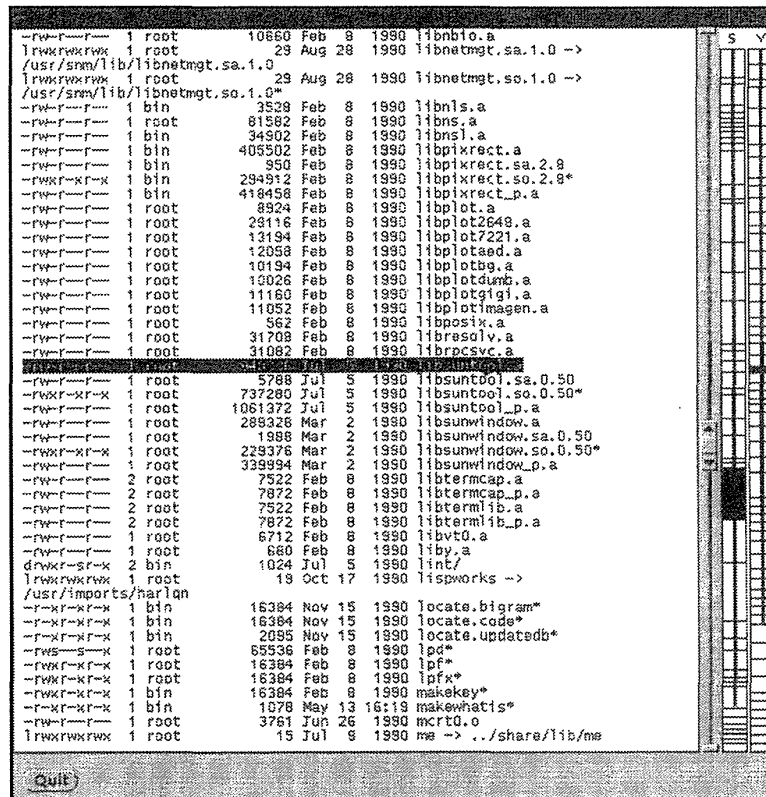 S Y
-rw-r--r-- 1 root 10660 Feb 8 1990 libnbio.a
lrwxrwxrwx 1 root 29 Aug 28 1990 libnetmgt.sa.1.0 ->
/usr/snm/lib/libnetmgt.sa.1.0
lrwxrwxrwx 1 root 29 Aug 28 1990 libnetmgt.so.1.0 ->
/usr/snm/lib/libnetmgt.so.1.0*
-rw-r--r-- 1 bin 3528 Feb 8 1990 libnls.a
-rw-r--r-- 1 root 81582 Feb 8 1990 libns.a
-rw-r--r-- 1 bin 34902 Feb 8 1990 libnsl.a
-rw-r--r-- 1 bin 405502 Feb 8 1990 libpixrect.a
-rw-r--r-- 1 bin 950 Feb 8 1990 libpixrect.sa.2.8
-rwxr-xr-x 1 bin 294912 Feb 8 1990 libpixrect.so.2.8*
-rw-r--r-- 1 bin 418458 Feb 8 1990 libpixrect_p.a
-rw-r--r-- 1 root 8924 Feb 8 1990 libplot.a
-rw-r--r-- 1 root 29116 Feb 8 1990 libplot2648.a
-rw-r--r-- 1 root 13194 Feb 8 1990 libplot7221.a
-rw-r--r-- 1 root 12058 Feb 8 1990 libplotaed.a
-rw-r--r-- 1 root 10194 Feb 8 1990 libplotbg.a
-rw-r--r-- 1 root 10026 Feb 8 1990 libplotdumb.a
-rw-r--r-- 1 root 11160 Feb 8 1990 libplotgigi.a
-rw-r--r-- 1 root 11052 Feb 8 1990 libplotimagen.a
-rw-r--r-- 1 root 562 Feb 8 1990 libposix.a
-rw-r--r-- 1 root 31708 Feb 8 1990 libresolv.a
-rw-r--r-- 1 root 31082 Feb 8 1990 librpcsvc.a
-rw-r--r-- 1 root 5788 Jul 5 1990 libsuntool.sa.0.50
-rwxr-xr-x 1 root 737280 Jul 5 1990 libsuntool.so.0.50*
-rw-r--r-- 1 root 1061372 Jul 5 1990 libsuntool_p.a
-rw-r--r-- 1 root 289328 Mar 2 1990 libsunwindow.a
-rw-r--r-- 1 root 1988 Mar 2 1990 libsunwindow.sa.0.50
-rwxr-xr-x 1 root 229376 Mar 2 1990 libsunwindow.so.0.50*
-rw-r--r-- 1 root 339994 Mar 2 1990 libsunwindow_p.a
-rw-r--r-- 2 root 7522 Feb 8 1990 libtermcap.a
-rw-r--r-- 2 root 7872 Feb 8 1990 libtermcap_p.a
-rw-r--r-- 2 root 7522 Feb 8 1990 libtermlib.a
-rw-r--r-- 2 root 7872 Feb 8 1990 libtermlib_p.a
-rw-r--r-- 1 root 6712 Feb 8 1990 libvt0.a
-rw-r--r-- 1 root 680 Feb 8 1990 liby.a
drwxr-sr-x 2 bin 1024 Jul 5 1990 lint/
lrwxrwxrwx 1 root 19 Oct 17 1990 lispworks ->
/usr/imports/harlqn
-r-xr-xr-x 1 bin 16384 Nov 15 1990 locate.bigram*
-r-xr-xr-x 1 bin 16384 Nov 15 1990 locate.code*
-r-xr-xr-x 1 bin 2095 Nov 15 1990 locate.updatedb*
-rws--s--x 1 root 65536 Feb 8 1990 lpd*
-rwxr-xr-x 1 root 16384 Feb 8 1990 lpf*
-rwxr-xr-x 1 root 16384 Feb 8 1990 lpfx*
-rwxr-xr-x 1 bin 16384 Feb 8 1990 makekey*
-r-xr-xr-x 1 bin 1078 May 13 16:19 makewhatis*
-rw-r--r-- 1 root 3761 Jun 26 1990 mcrt0.o
lrwxrwxrwx 1 root 15 Jul 9 1990 me -> ../share/lib/me
Quit